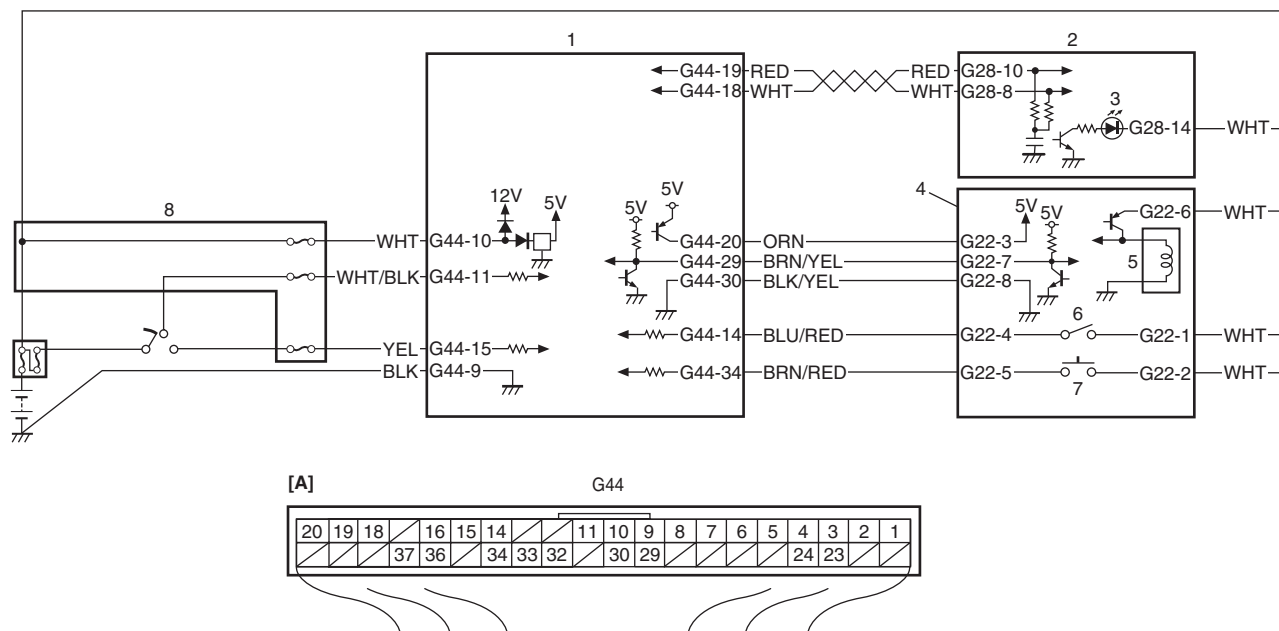 1
2
G44-19 RED RED G28-10
G44-18 WHT WHT G28-8
3
G28-14 WHT
4
8
12V 5V
5V 5V
5V 5V
G22-6 WHT
WHT G44-10
G44-20 ORN G22-3
G44-29 BRN/YEL G22-7
5
WHT/BLK G44-11
G44-30 BLK/YEL G22-8
6
G44-14 BLU/RED G22-4 G22-1 WHT
YEL G44-15
BLK G44-9
G44-34 BRN/RED G22-5 G22-2 WHT
7
[A] G44
20 19 18 16 15 14 11 10 9 8 7 6 5 4 3 2 1
37 36 34 33 32 30 29 24 23